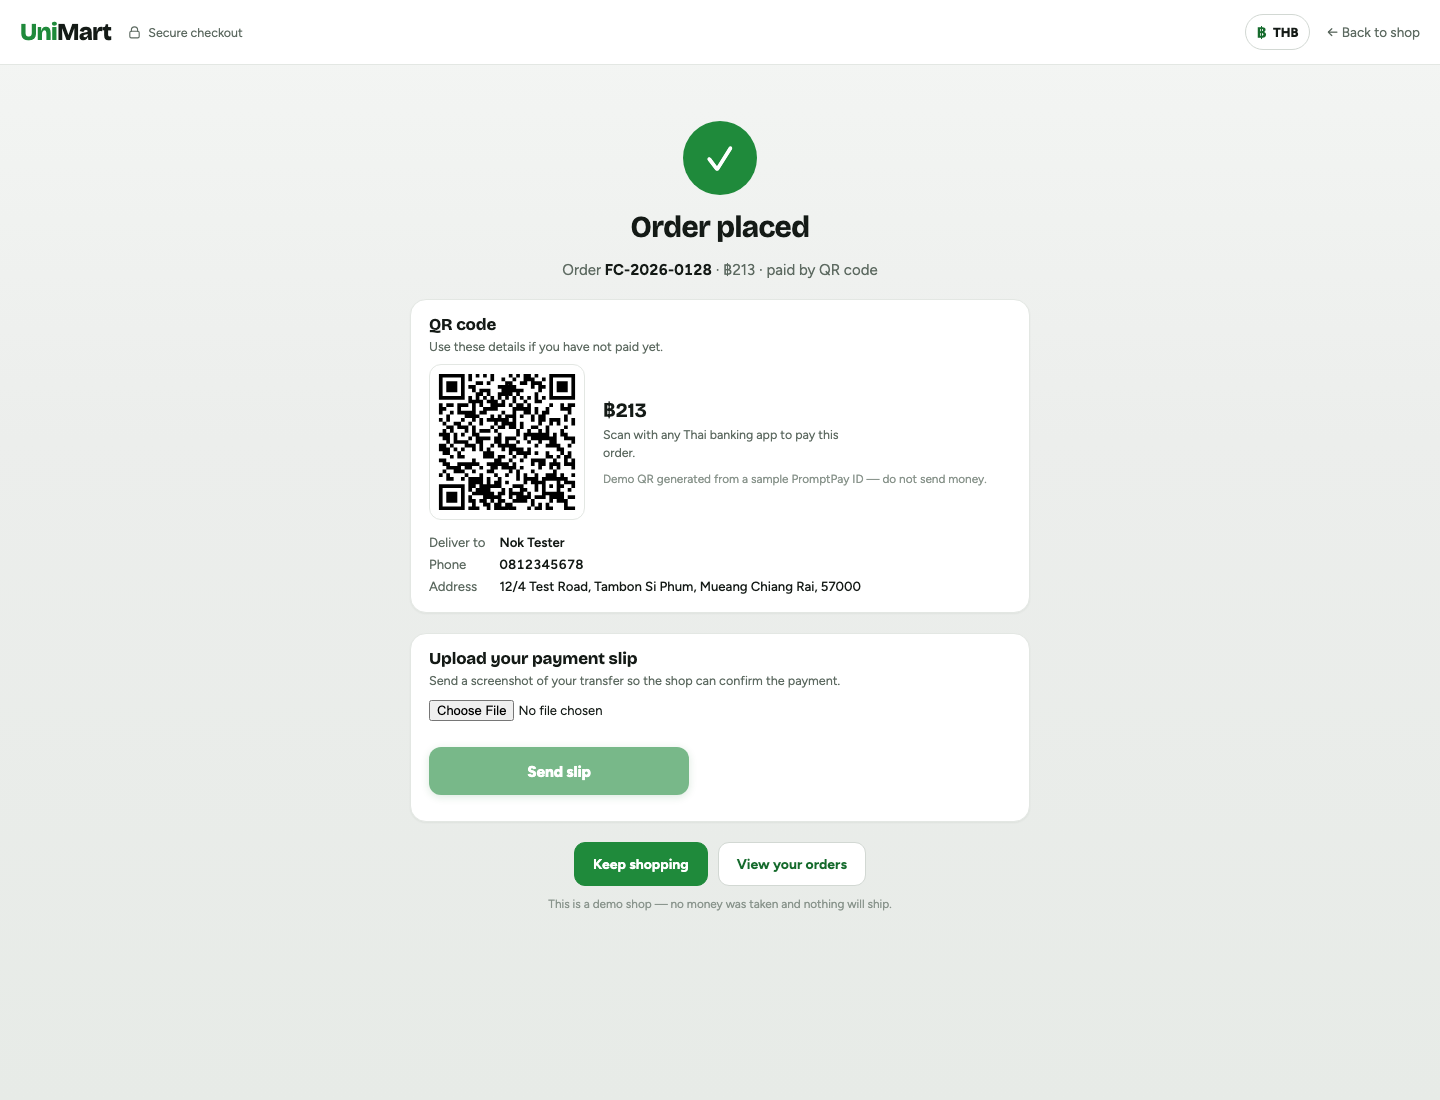 UniMart
Secure checkout
฿ THB
← Back to shop
Order placed
Order FC-2026-0128 · ฿213 · paid by QR code
QR code
Use these details if you have not paid yet.
฿213
Scan with any Thai banking app to pay this
order.
Demo QR generated from a sample PromptPay ID — do not send money.
Deliver to Nok Tester
Phone 0812345678
Address 12/4 Test Road, Tambon Si Phum, Mueang Chiang Rai, 57000
Upload your payment slip
Send a screenshot of your transfer so the shop can confirm the payment.
Choose File No file chosen
Send slip
Keep shopping
View your orders
This is a demo shop — no money was taken and nothing will ship.